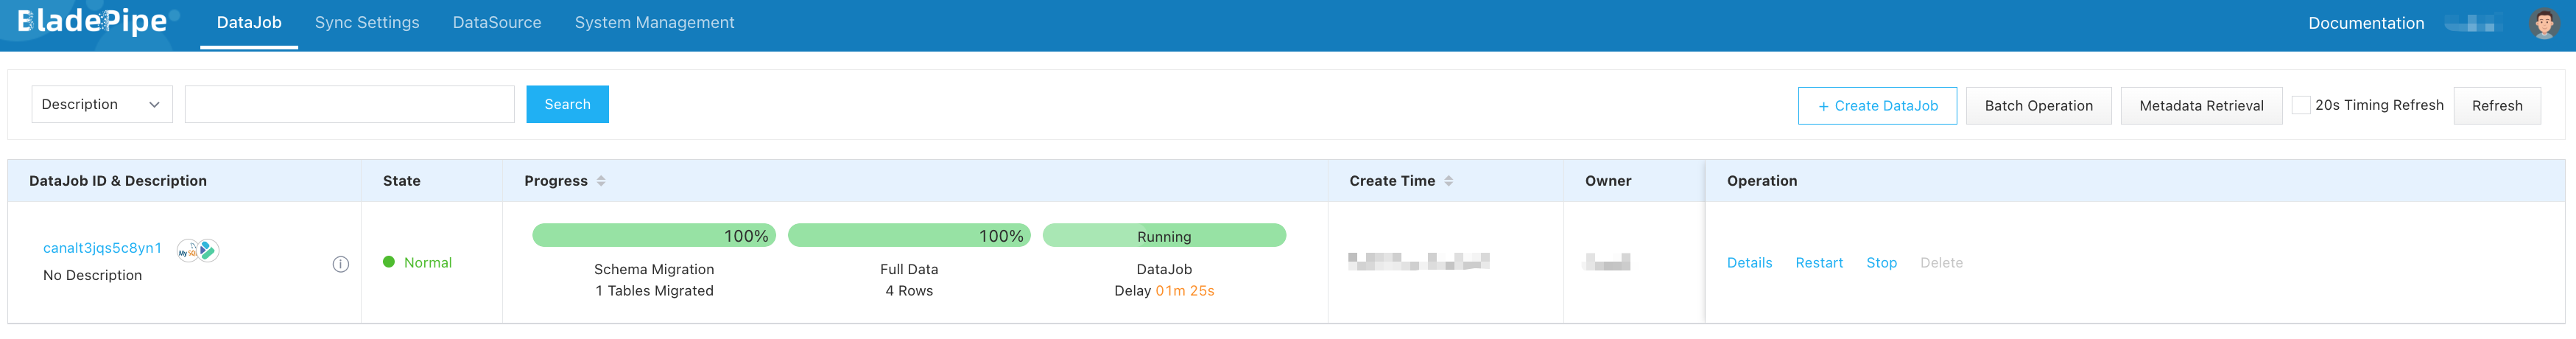 BladePipe DataJob Sync Settings DataSource System Management Documentation
Description Search + Create DataJob Batch Operation Metadata Retrieval 20s Timing Refresh Refresh
DataJob ID & Description State Progress Create Time Owner Operation
100% 100% Running
canalt3jqs5c8yn1 My SQL
Normal Details Restart Stop Delete
Schema Migration Full Data DataJob
No Description
1 Tables Migrated 4 Rows Delay 01m 25s